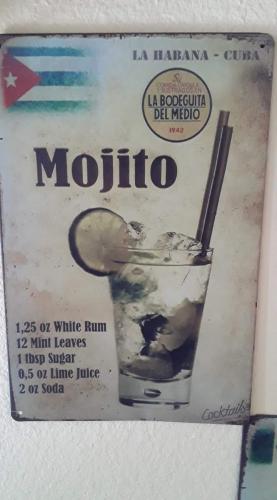 LA HABANA - CUBA
LA BODEGUITA
DEL MEDIO
1942
Mojito
1,25 oz White Rum
12 Mint Leaves
1 tbsp Sugar
0,5 oz Lime Juice
2 oz Soda
Cocktails